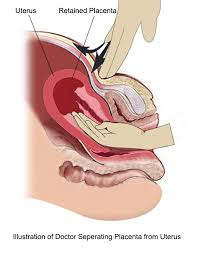 Uterus Retained Placenta
Illustration of Doctor Seperating Placenta from Uterus